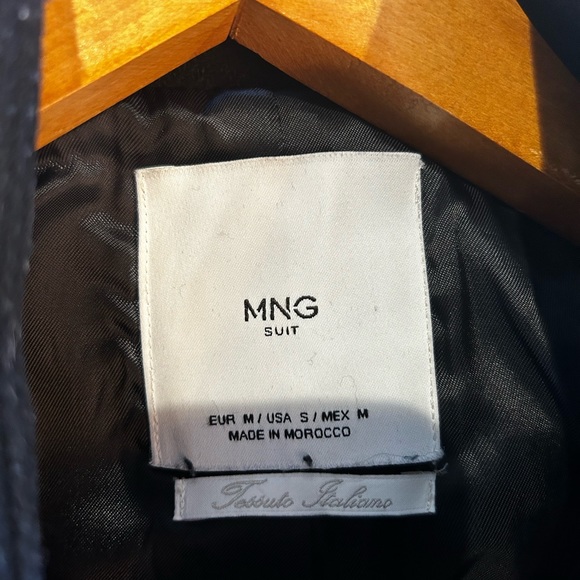 MNG
SUIT
EUR M / USA S / MEX M
MADE IN MOROCCO
Tessuto Italiano